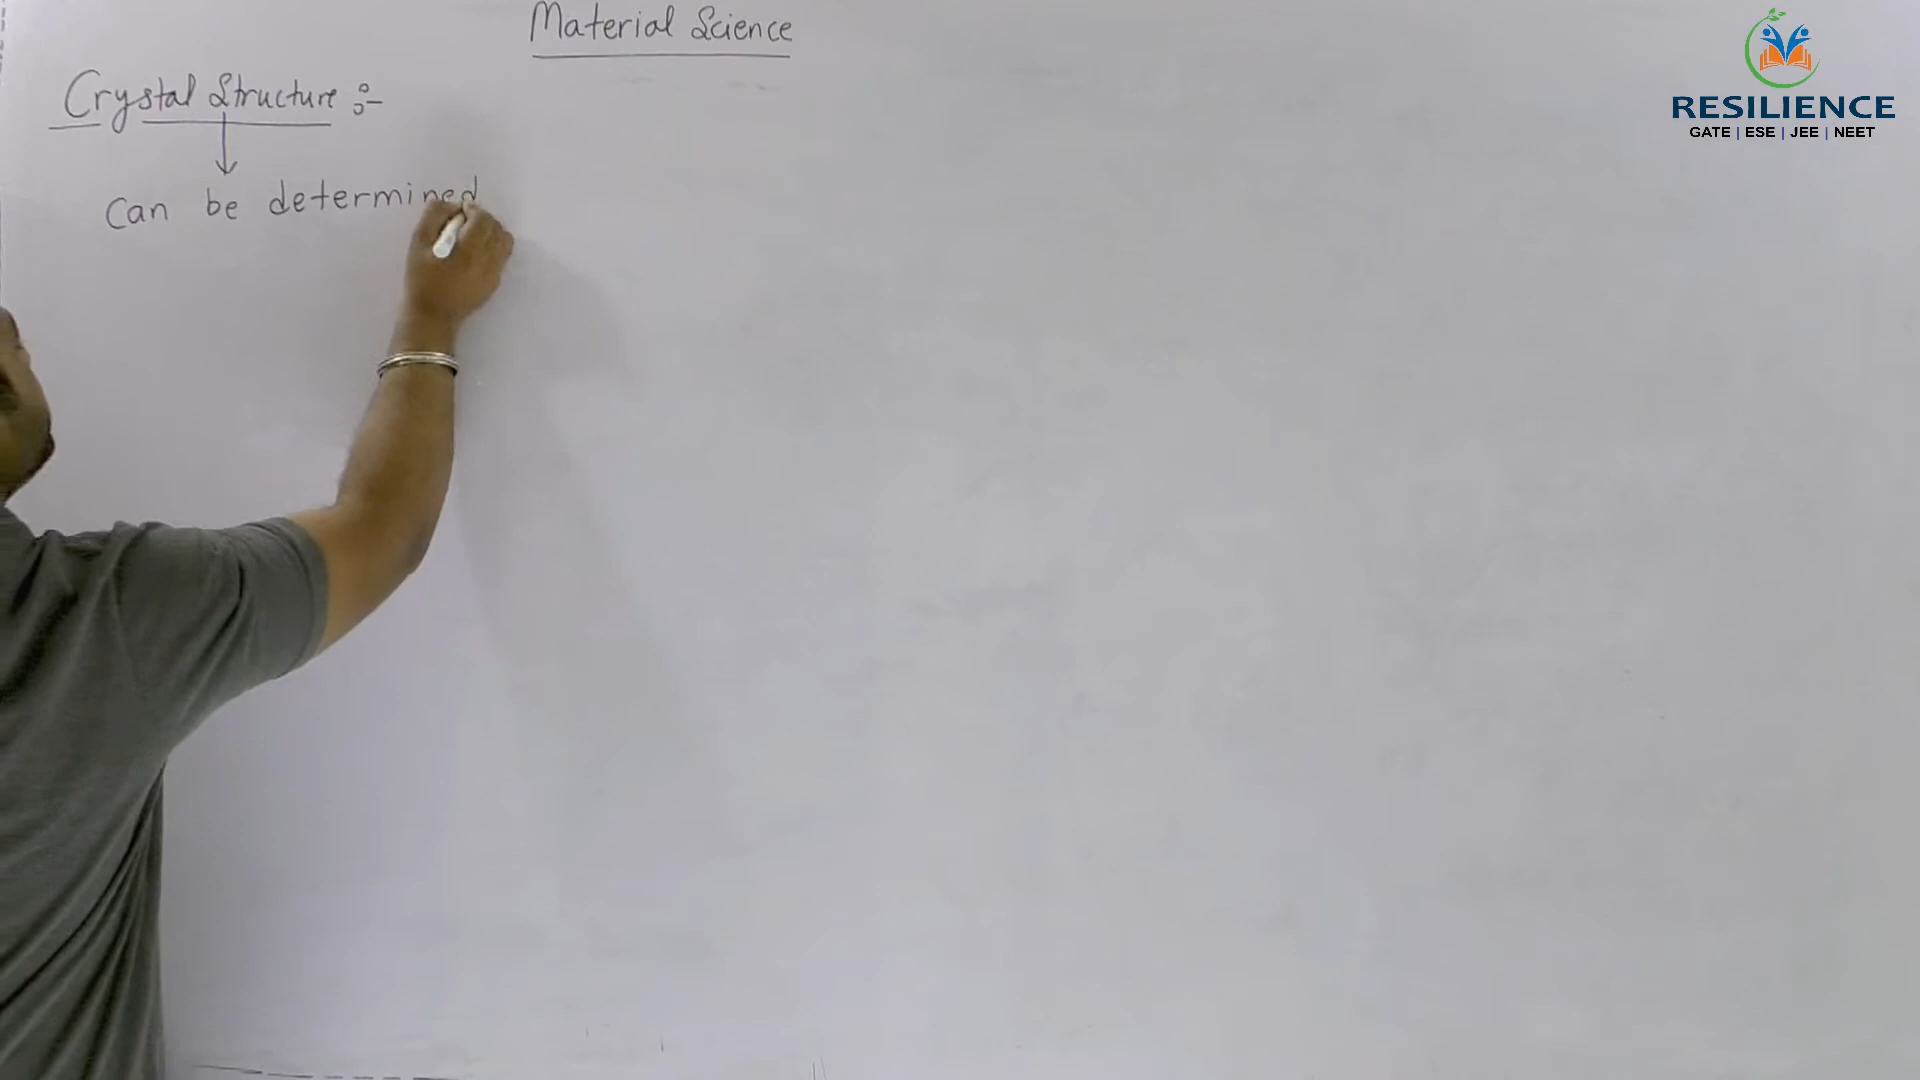 Material Science
Crystal Structure :-
Can be determined
RESILIENCE
GATE | ESE | JEE | NEET